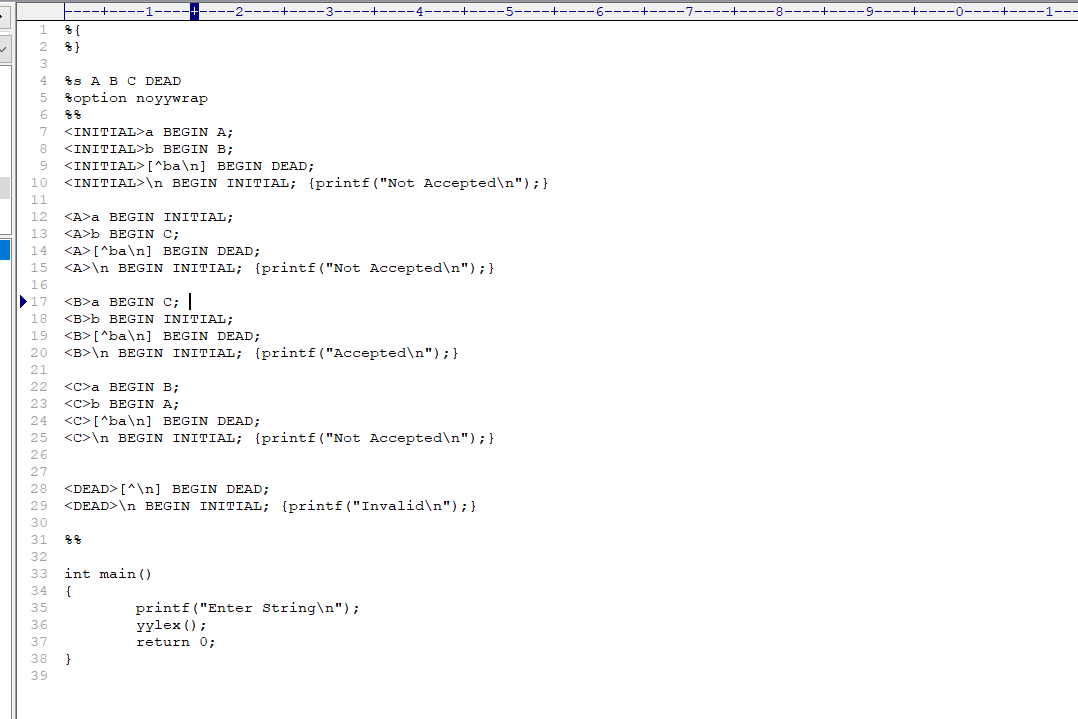 ----+----1----+----2----+----3----+----4----+----5----+----6----+----7----+----8----+----9----+----0----+----1---
1 %{
2 %}
3
4 %s A B C DEAD
5 %option noyywrap
6 %%
7 <INITIAL>a BEGIN A;
8 <INITIAL>b BEGIN B;
9 <INITIAL>[^ba\n] BEGIN DEAD;
10 <INITIAL>\n BEGIN INITIAL; {printf("Not Accepted\n");}
11
12 <A>a BEGIN INITIAL;
13 <A>b BEGIN C;
14 <A>[^ba\n] BEGIN DEAD;
15 <A>\n BEGIN INITIAL; {printf("Not Accepted\n");}
16
17 <B>a BEGIN C;
18 <B>b BEGIN INITIAL;
19 <B>[^ba\n] BEGIN DEAD;
20 <B>\n BEGIN INITIAL; {printf("Accepted\n");}
21
22 <C>a BEGIN B;
23 <C>b BEGIN A;
24 <C>[^ba\n] BEGIN DEAD;
25 <C>\n BEGIN INITIAL; {printf("Not Accepted\n");}
26
27
28 <DEAD>[^\n] BEGIN DEAD;
29 <DEAD>\n BEGIN INITIAL; {printf("Invalid\n");}
30
31 %%
32
33 int main()
34 {
35         printf("Enter String\n");
36         yylex();
37         return 0;
38 }
39